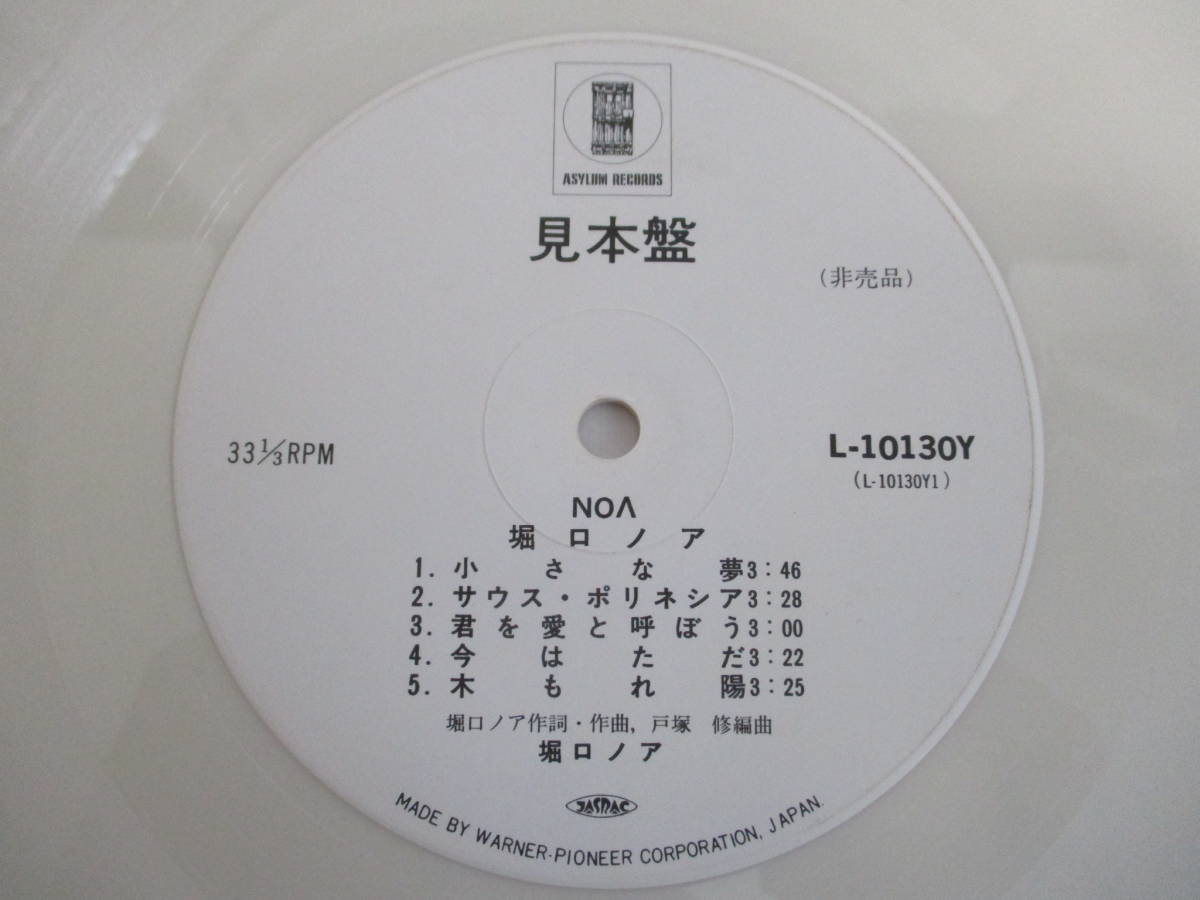 ASYLUM RECORDS
見本盤
(非売品)
33⅓RPM
L-10130Y
(L-10130Y1)
NOΛ
堀口ノア
1. 小さな夢 3:46
2. サウス・ポリネシア 3:28
3. 君を愛と呼ぼう 3:00
4. 今はただ 3:22
5. 木もれ陽 3:25
堀口ノア作詞・作曲, 戸塚 修編曲
堀口ノア
JASRAC
MADE BY WARNER-PIONEER CORPORATION, JAPAN.